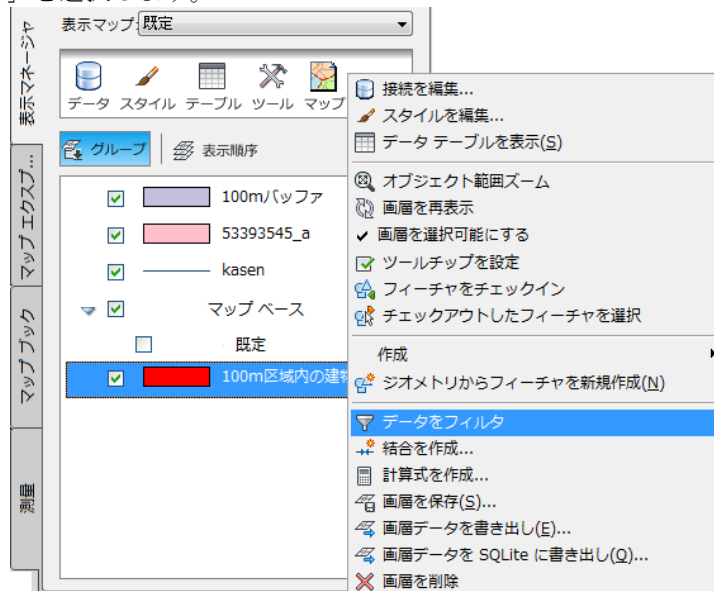 」を選択します。
表示マップ:既定
データ スタイル テーブル ツール マップ
グループ 表示順序
100mバッファ
53393545_a
kasen
マップ ベース
既定
100m区域内の建物
表示マネージャ
マップ エクスプ...
マップ ブック
測量
接続を編集...
スタイルを編集...
データ テーブルを表示(S)
オブジェクト範囲ズーム
画層を再表示
画層を選択可能にする
ツールチップを設定
フィーチャをチェックイン
チェックアウトしたフィーチャを選択
作成
ジオメトリからフィーチャを新規作成(N)
データをフィルタ
結合を作成...
計算式を作成...
画層を保存(S)...
画層データを書き出し(E)...
画層データを SQLite に書き出し(Q)...
画層を削除